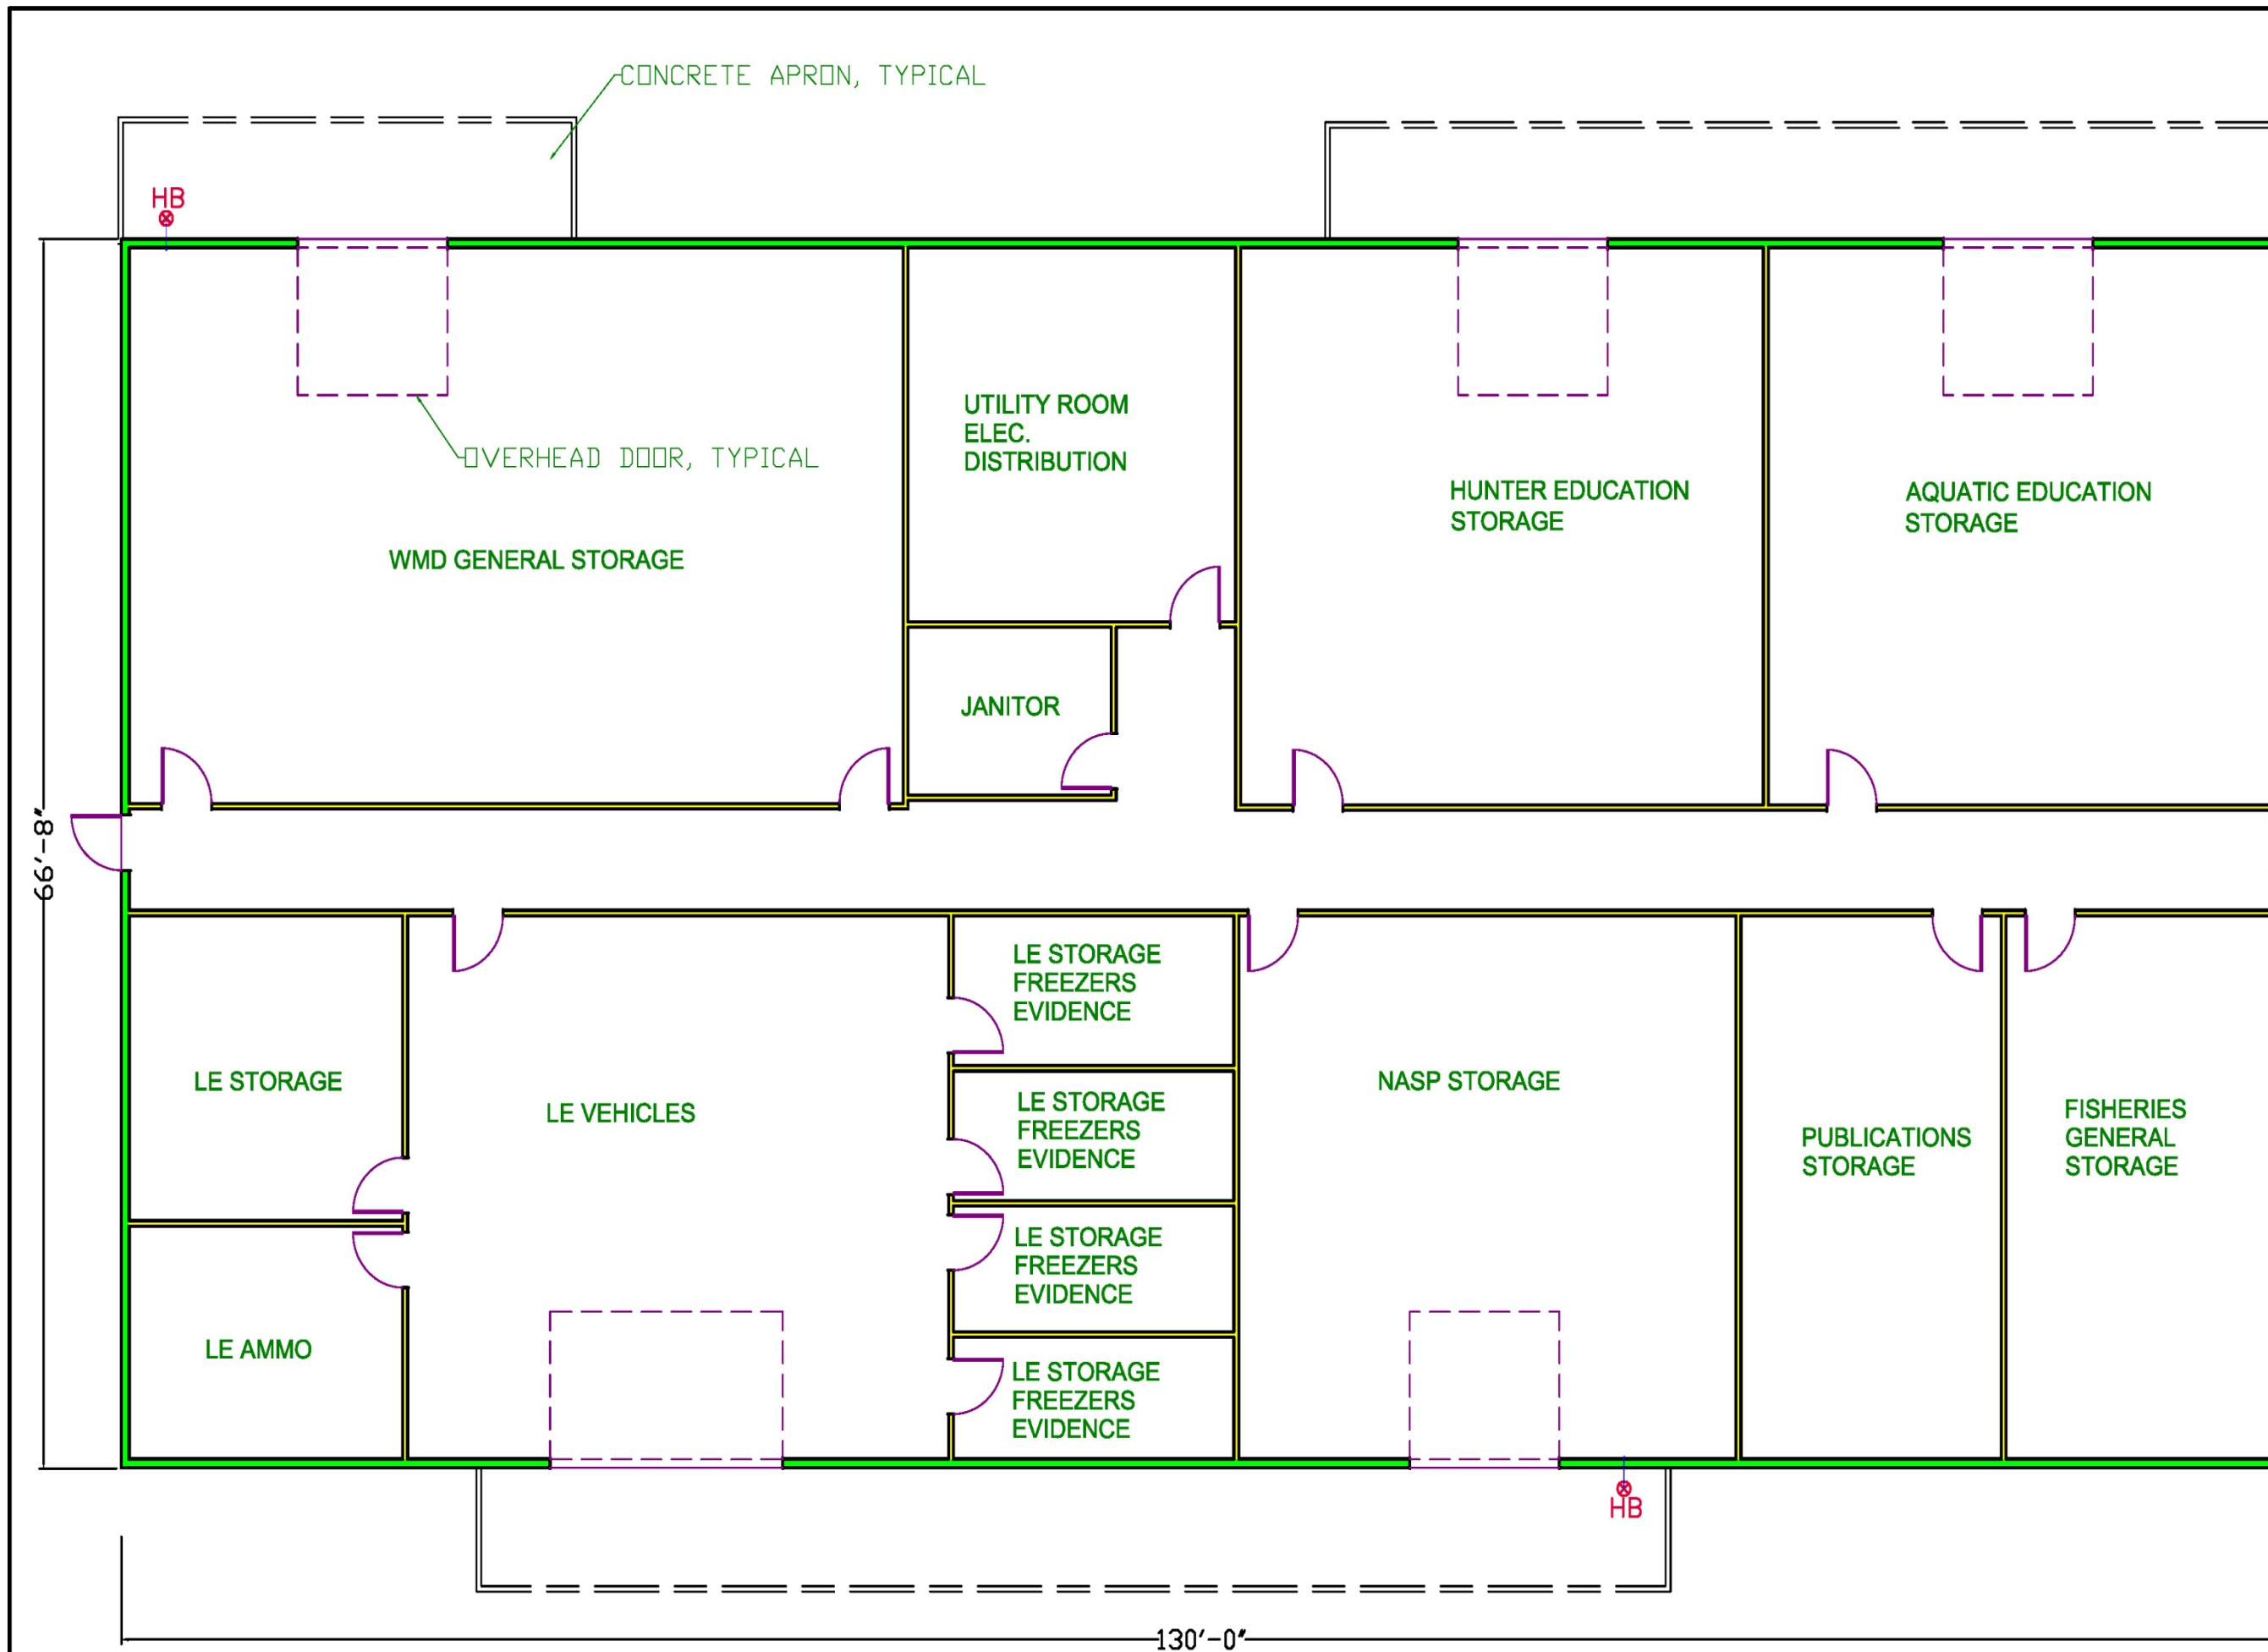 CONCRETE APRON, TYPICAL
HB
OVERHEAD DOOR, TYPICAL
WMD GENERAL STORAGE
UTILITY ROOM
ELEC.
DISTRIBUTION
JANITOR
HUNTER EDUCATION
STORAGE
AQUATIC EDUCATION
STORAGE
66'-8"
LE STORAGE
LE AMMO
LE VEHICLES
LE STORAGE
FREEZERS
EVIDENCE
LE STORAGE
FREEZERS
EVIDENCE
LE STORAGE
FREEZERS
EVIDENCE
LE STORAGE
FREEZERS
EVIDENCE
NASP STORAGE
PUBLICATIONS
STORAGE
FISHERIES
GENERAL
STORAGE
HB
130'-0"